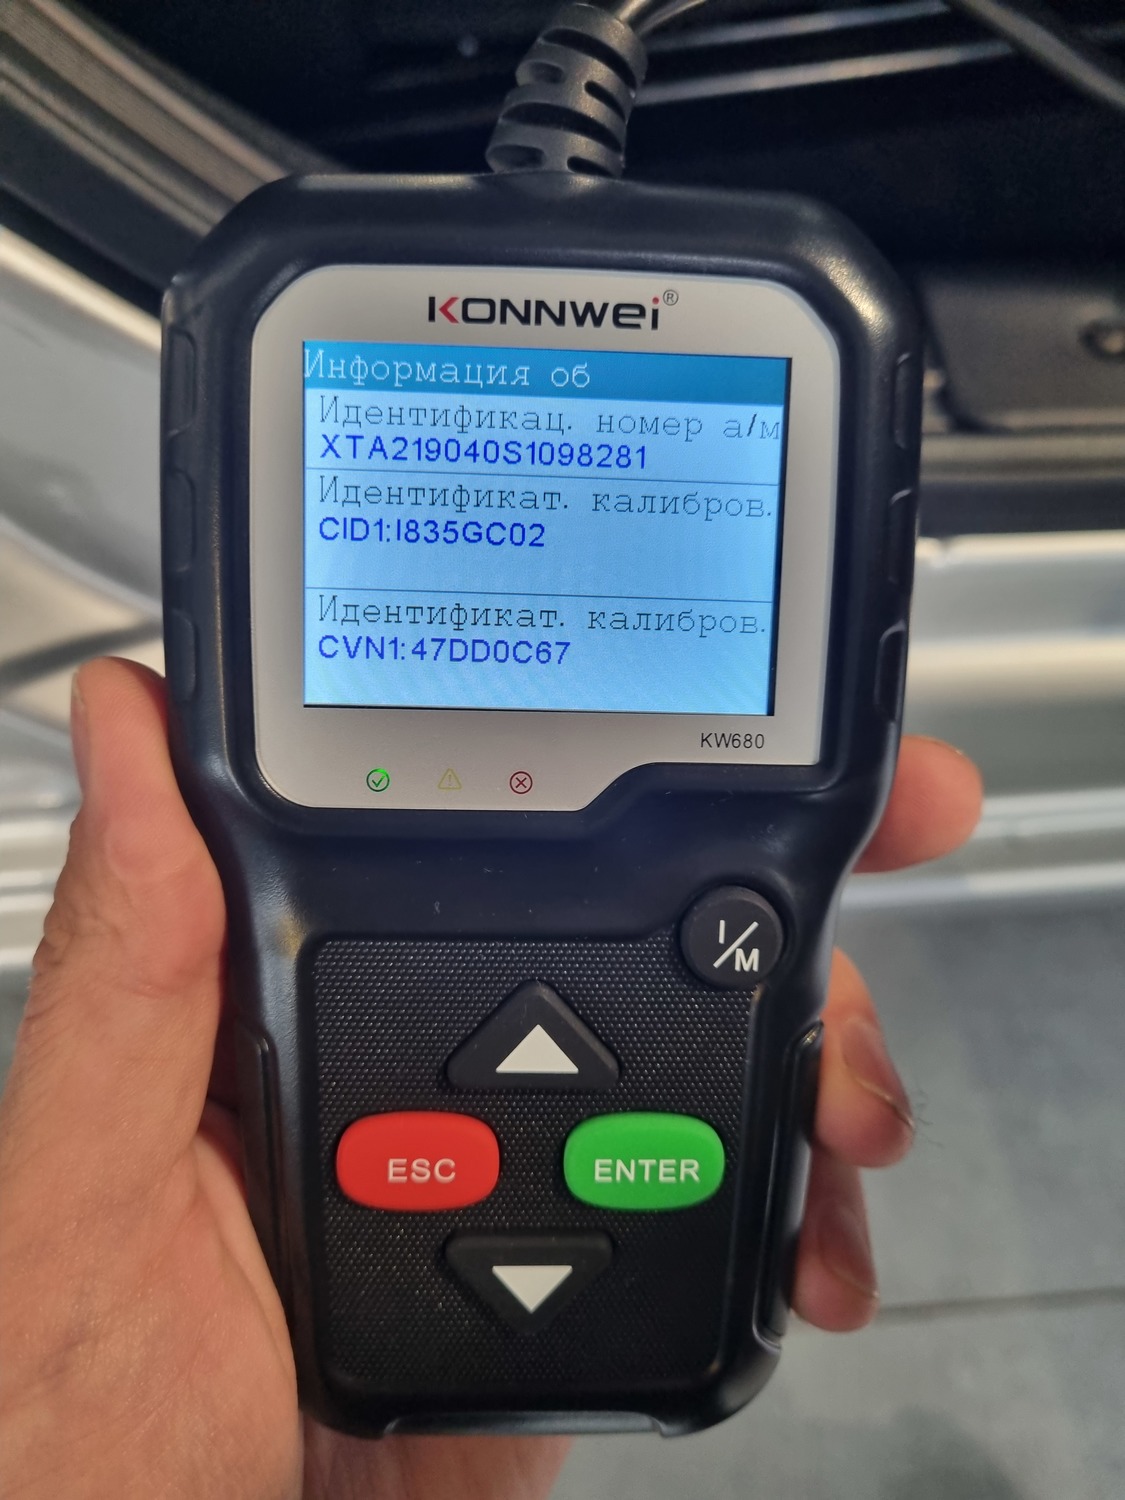 KONNWEI®
Информация об
Идентификац. номер а/м
XTA219040S1098281
Идентификат. калибров.
CID1:I835GC02
Идентификат. калибров.
CVN1:47DD0C67
KW680
I/M
ESC
ENTER